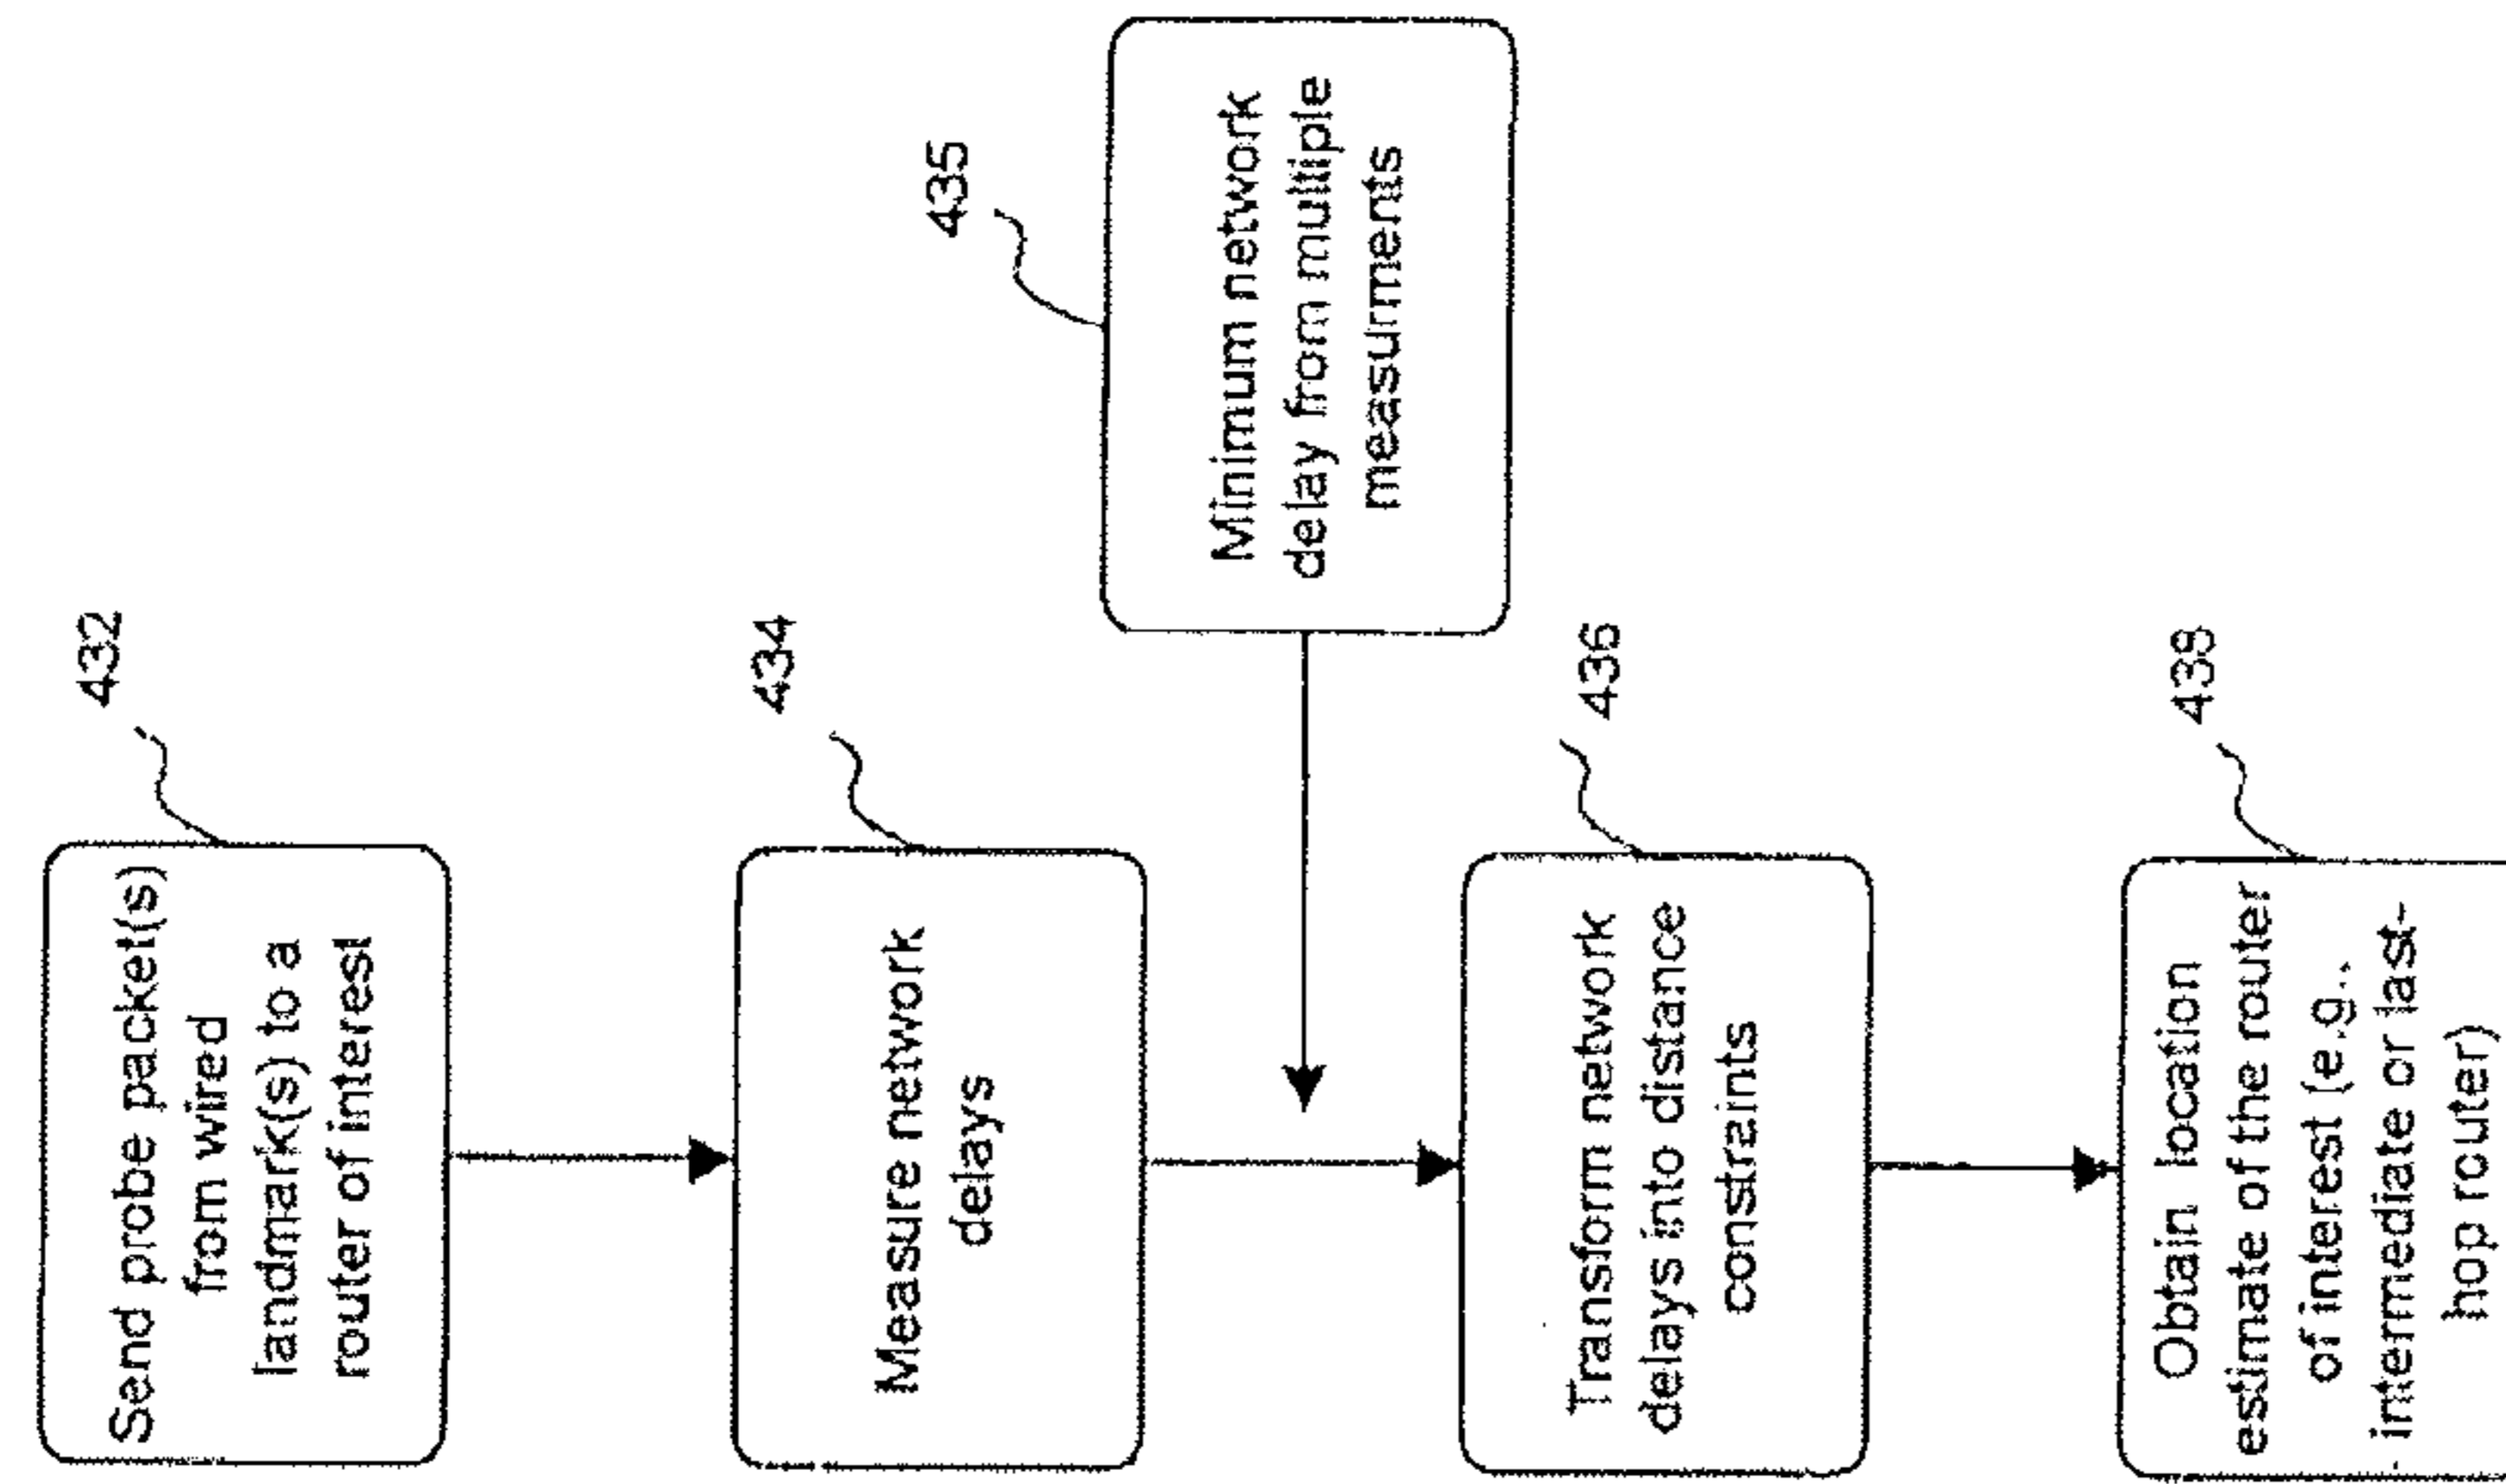 432
Send probe packet(s)
from wired
landmark(s) to a
router of interest
434
Measure network
delays
435
Minimum network
delay from multiple
measurments
436
Transform network
delays into distance
constraints
438
Obtain location
estimate of the router
of interest (e.g.,
intermediate or last-
hop router)